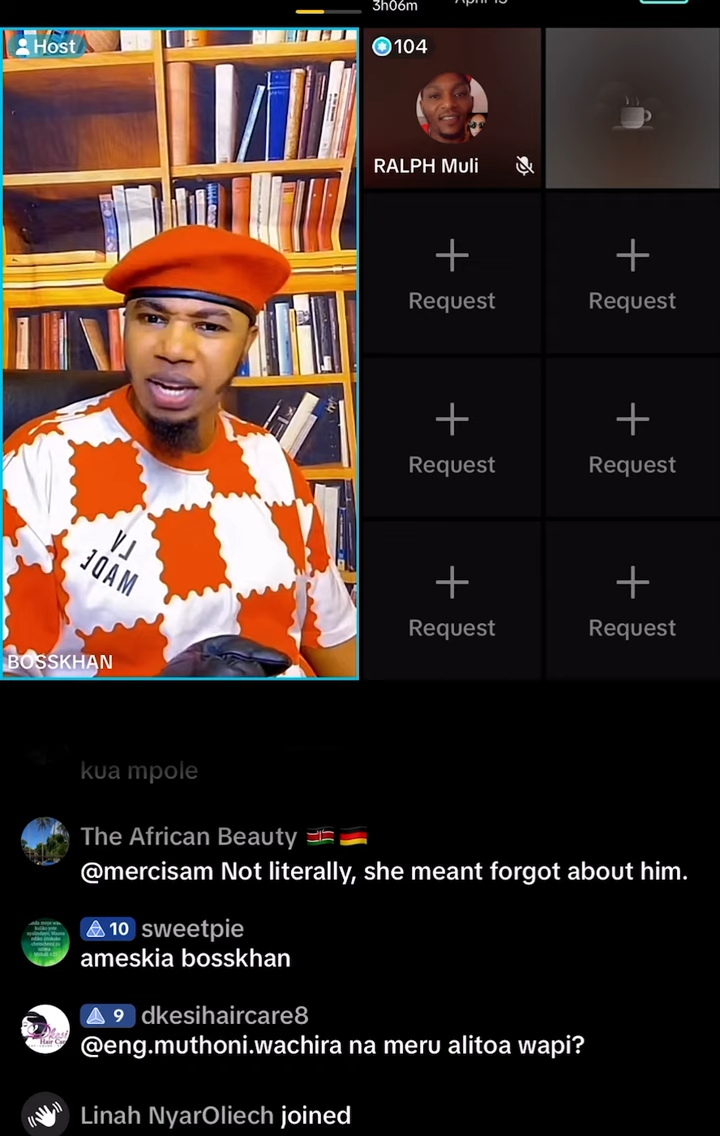 3h06m
Host
104
RALPH Muli
Request
Request
Request
Request
Request
Request
LV
MADE
BOSSKHAN
kua mpole
The African Beauty 🇰🇪🇩🇪
@mercisam Not literally, she meant forgot about him.
10 sweetpie
ameskia bosskhan
9 dkesihaircare8
@eng.muthoni.wachira na meru alitoa wapi?
Linah NyarOliech joined